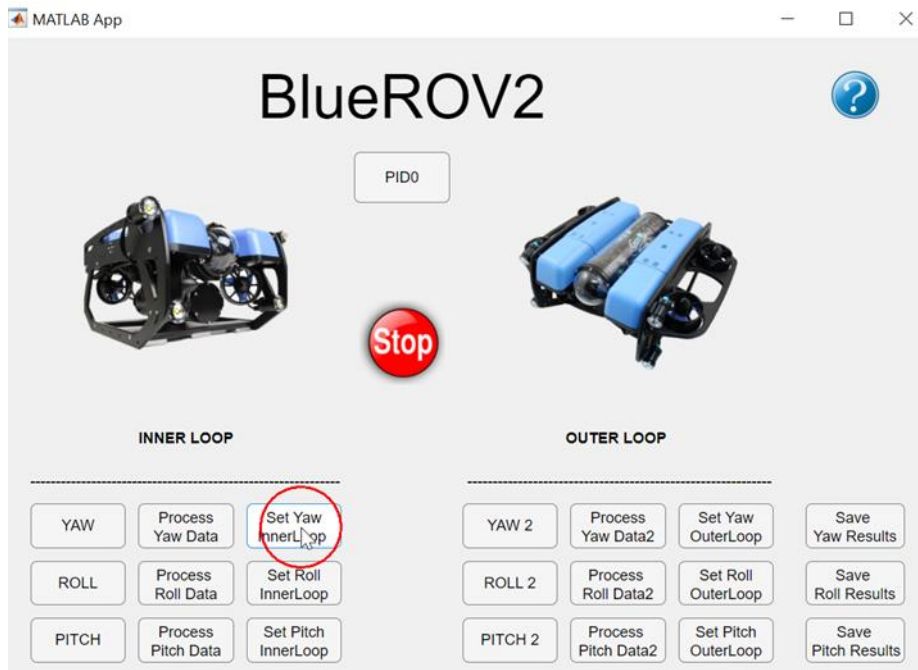 MATLAB App
BlueROV2
?
PID0
Stop
INNER LOOP
OUTER LOOP
YAW
Process
Yaw Data
Set Yaw
InnerLoop
YAW 2
Process
Yaw Data2
Set Yaw
OuterLoop
Save
Yaw Results
ROLL
Process
Roll Data
Set Roll
InnerLoop
ROLL 2
Process
Roll Data2
Set Roll
OuterLoop
Save
Roll Results
PITCH
Process
Pitch Data
Set Pitch
InnerLoop
PITCH 2
Process
Pitch Data2
Set Pitch
OuterLoop
Save
Pitch Results